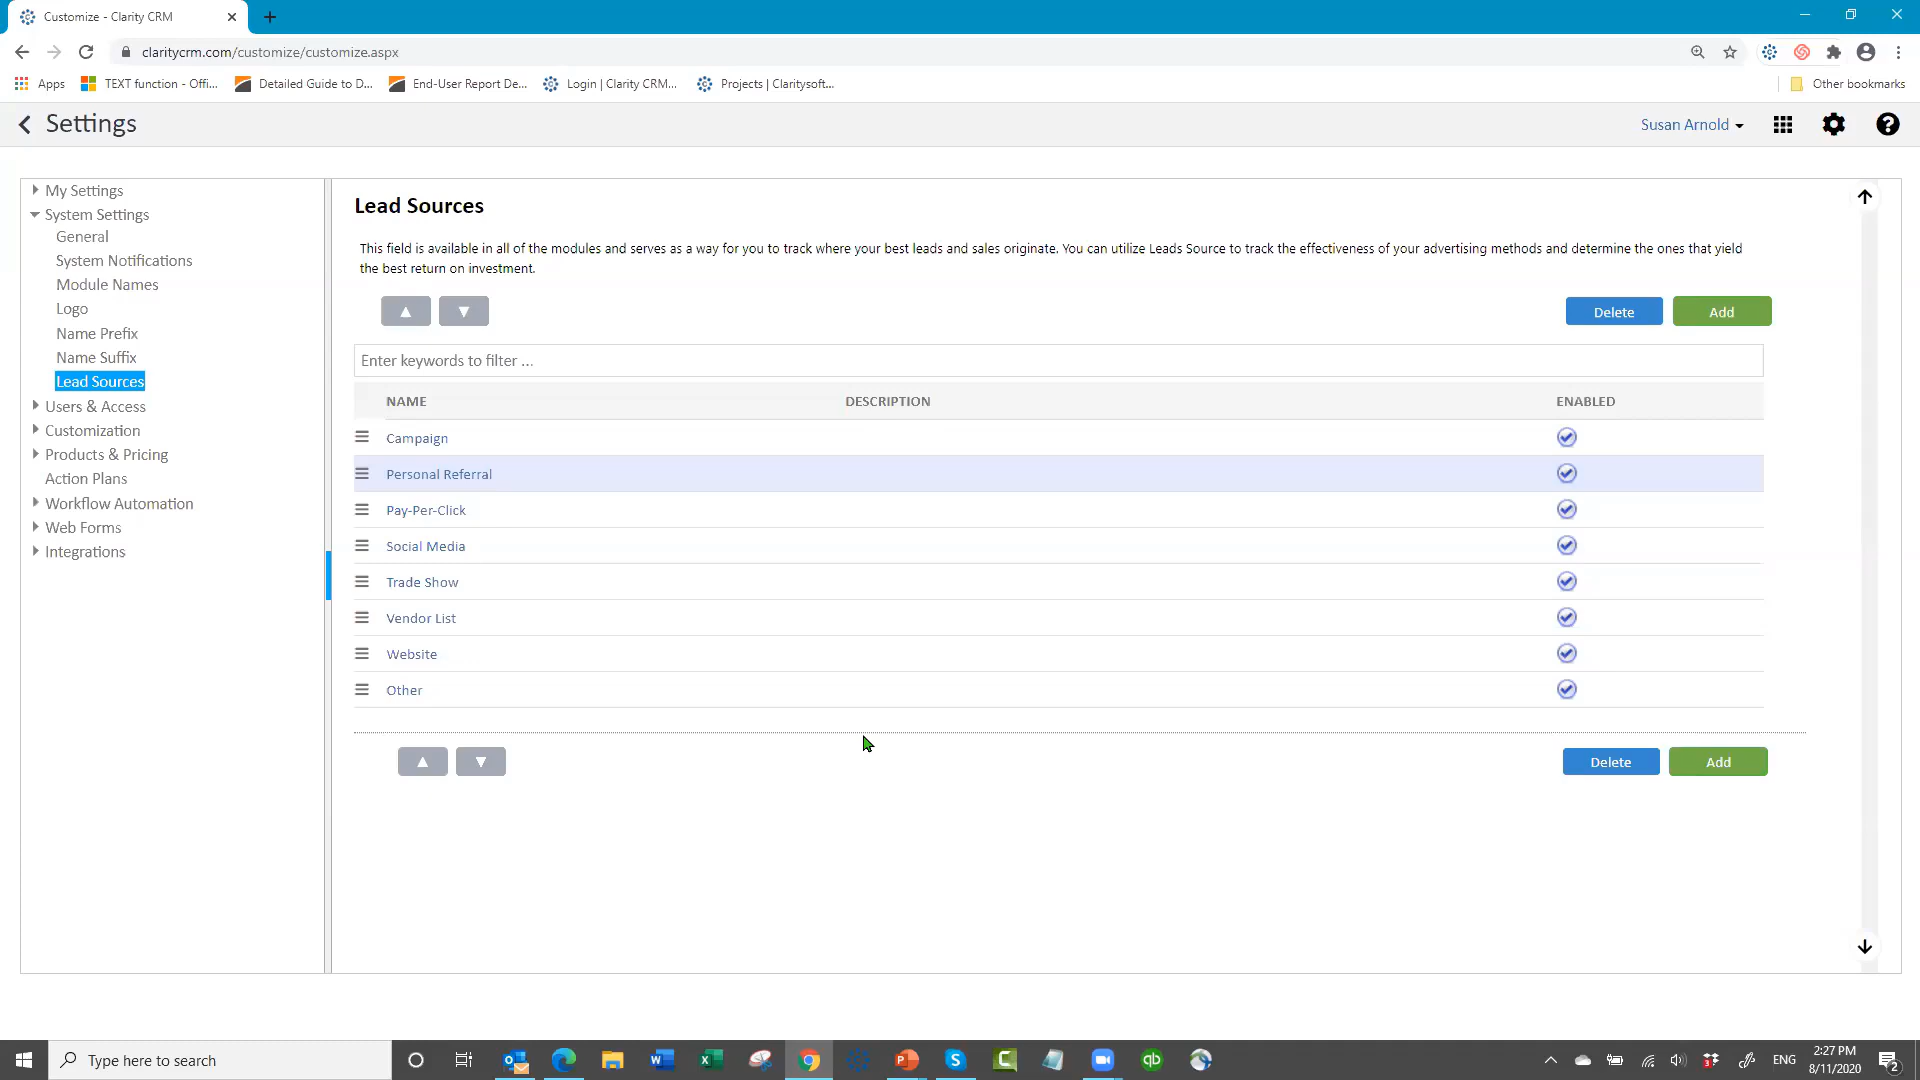 Customize - Clarity CRM
claritycrm.com/customize/customize.aspx
Apps
TEXT function - Offi...
Detailed Guide to D...
End-User Report De...
Login | Clarity CRM...
Projects | Claritysoft...
Other bookmarks
Settings
Susan Arnold
My Settings
System Settings
General
System Notifications
Module Names
Logo
Name Prefix
Name Suffix
Lead Sources
Users & Access
Customization
Products & Pricing
Action Plans
Workflow Automation
Web Forms
Integrations
Lead Sources
This field is available in all of the modules and serves as a way for you to track where your best leads and sales originate. You can utilize Leads Source to track the effectiveness of your advertising methods and determine the ones that yield
the best return on investment.
Delete
Add
Enter keywords to filter ...
NAME DESCRIPTION ENABLED
Campaign
Personal Referral
Pay-Per-Click
Social Media
Trade Show
Vendor List
Website
Other
Delete
Add
Type here to search
ENG
2:27 PM
8/11/2020
2